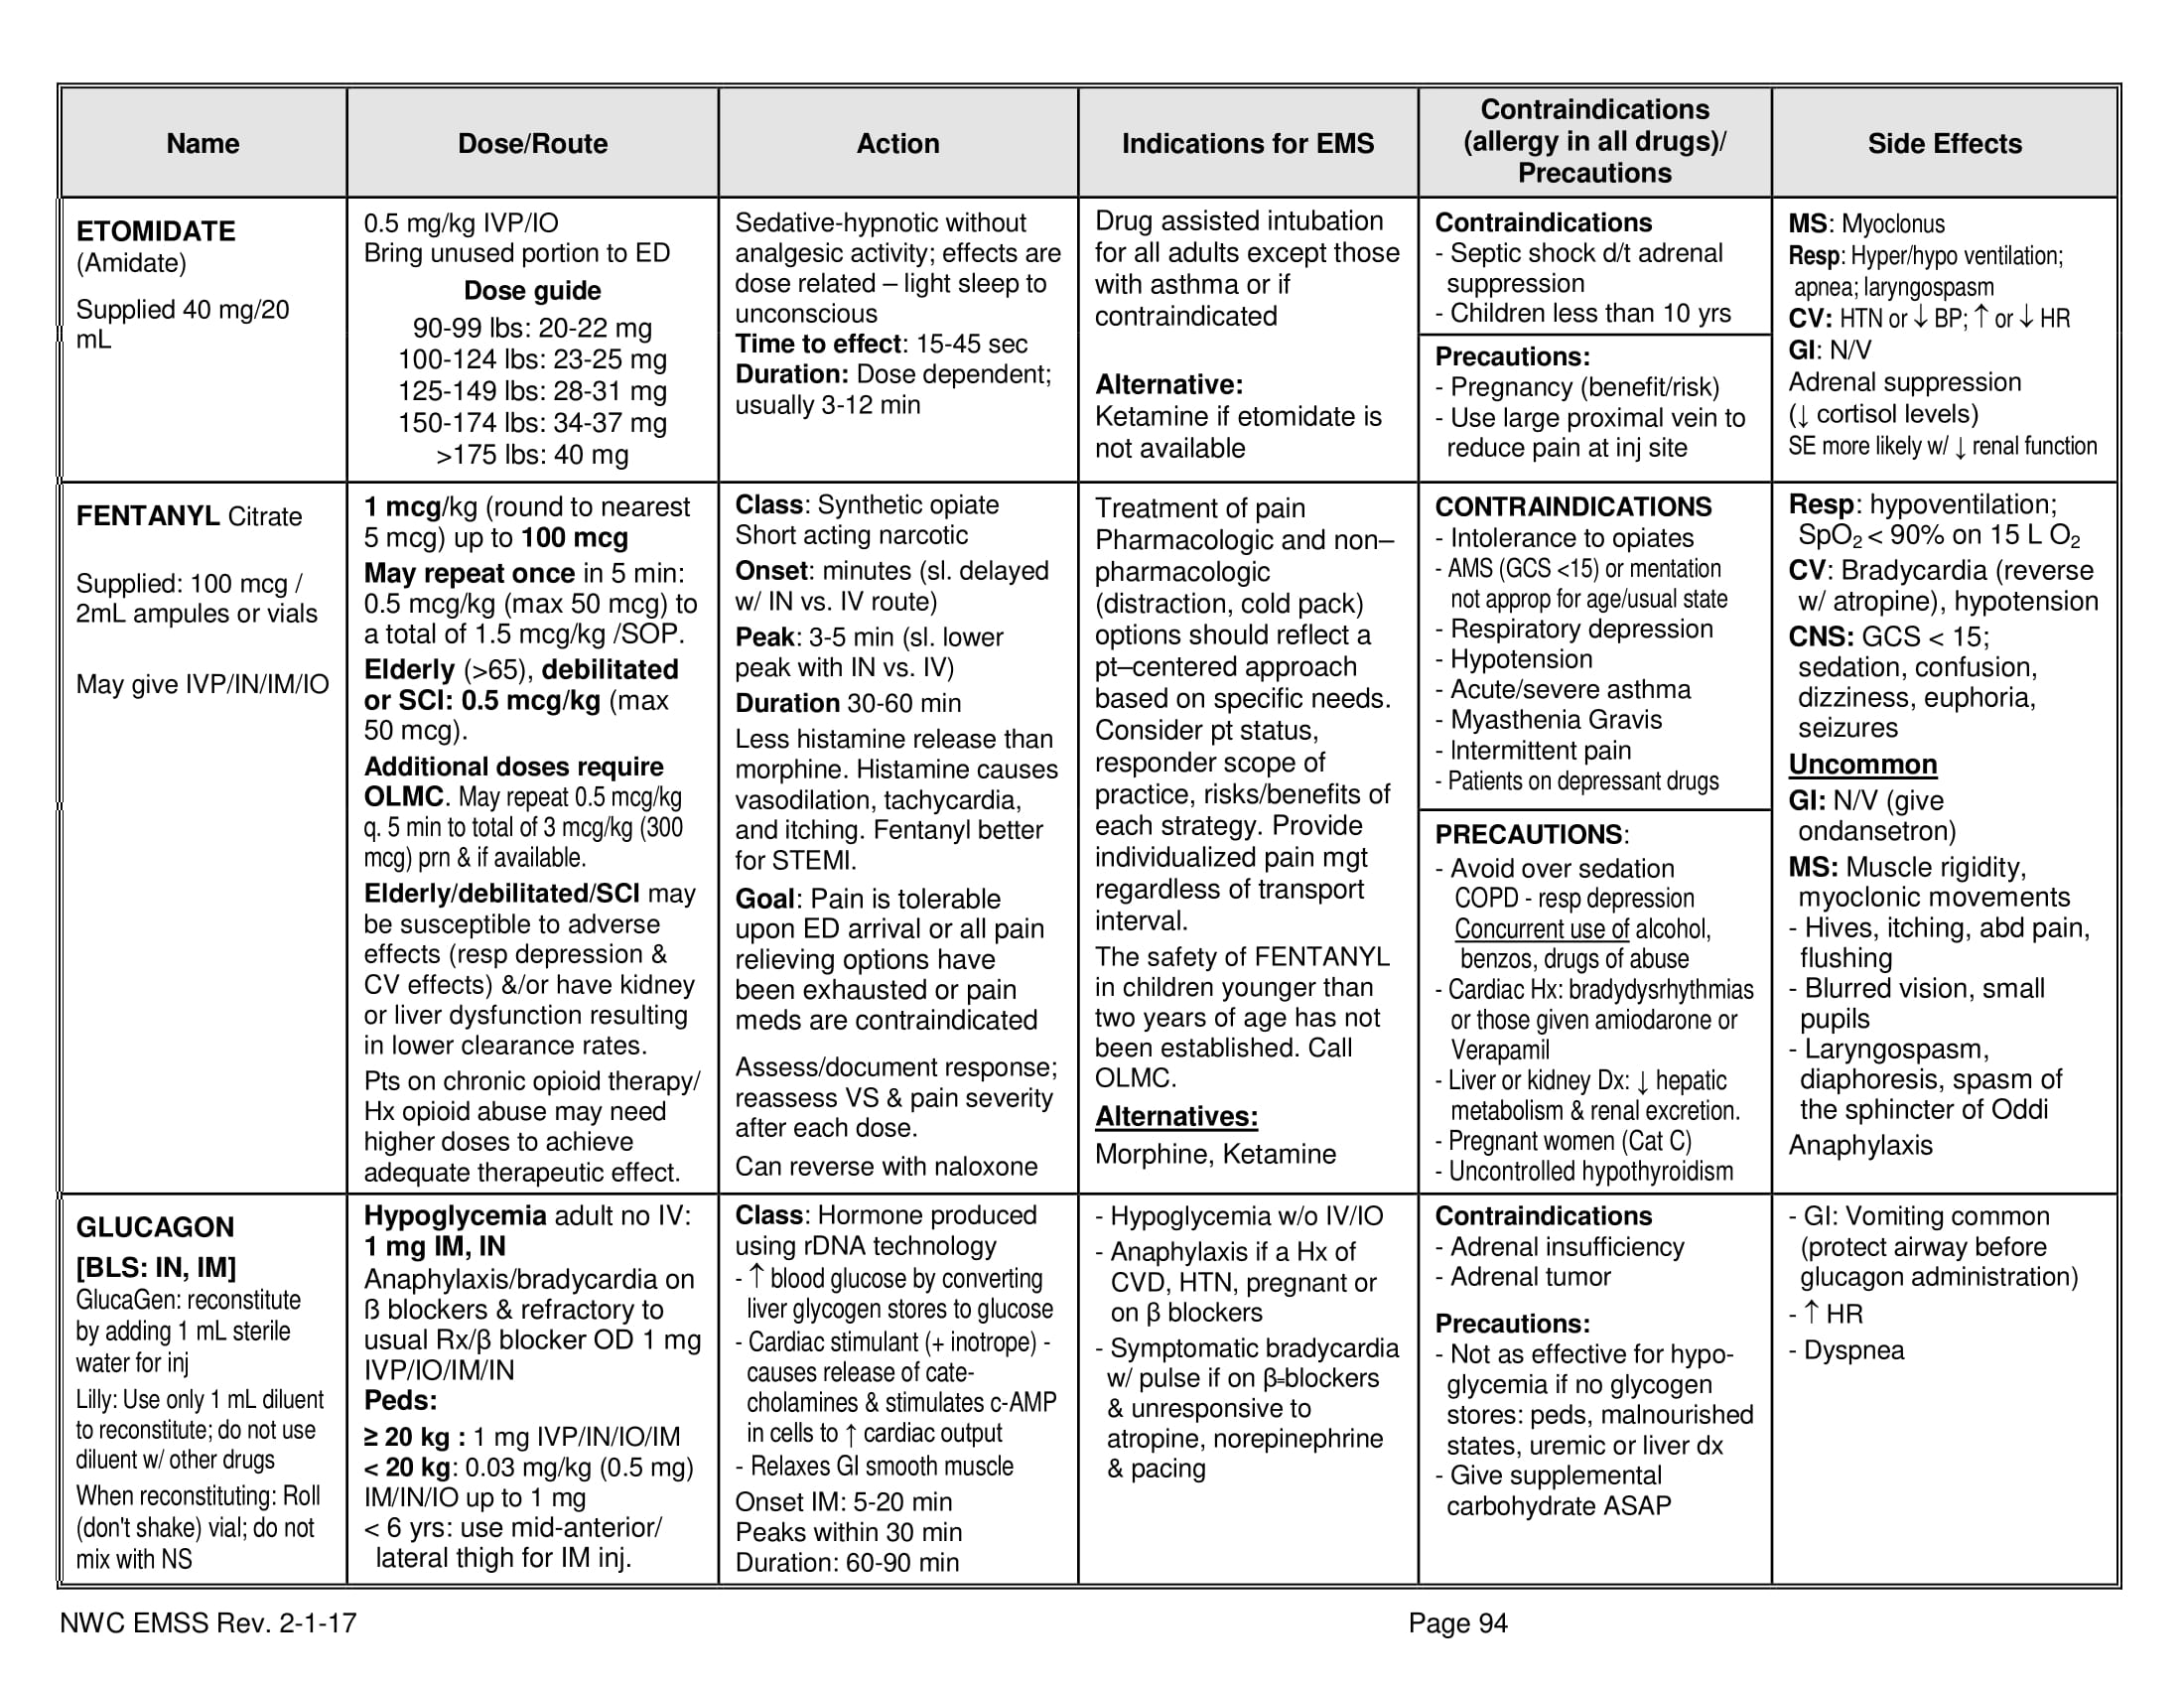 Name
Dose/Route
Action
Indications for EMS
Contraindications
(allergy in all drugs)/
Precautions
Side Effects
ETOMIDATE
(Amidate)
Supplied 40 mg/20
mL
0.5 mg/kg IVP/IO
Bring unused portion to ED
Dose guide
90-99 lbs: 20-22 mg
100-124 lbs: 23-25 mg
125-149 lbs: 28-31 mg
150-174 lbs: 34-37 mg
>175 lbs: 40 mg
Sedative-hypnotic without
analgesic activity; effects are
dose related – light sleep to
unconscious
Time to effect: 15-45 sec
Duration: Dose dependent;
usually 3-12 min
Drug assisted intubation
for all adults except those
with asthma or if
contraindicated
Alternative:
Ketamine if etomidate is
not available
Contraindications
- Septic shock d/t adrenal
suppression
- Children less than 10 yrs
Precautions:
- Pregnancy (benefit/risk)
- Use large proximal vein to
reduce pain at inj site
MS: Myoclonus
Resp: Hyper/hypo ventilation;
apnea; laryngospasm
CV: HTN or ↓ BP; ↑ or ↓ HR
GI: N/V
Adrenal suppression
(↓ cortisol levels)
SE more likely w/ ↓ renal function
FENTANYL Citrate
Supplied: 100 mcg /
2mL ampules or vials
May give IVP/IN/IM/IO
1 mcg/kg (round to nearest
5 mcg) up to 100 mcg
May repeat once in 5 min:
0.5 mcg/kg (max 50 mcg) to
a total of 1.5 mcg/kg /SOP.
Elderly (>65), debilitated
or SCI: 0.5 mcg/kg (max
50 mcg).
Additional doses require
OLMC. May repeat 0.5 mcg/kg
q. 5 min to total of 3 mcg/kg (300
mcg) prn & if available.
Elderly/debilitated/SCI may
be susceptible to adverse
effects (resp depression &
CV effects) &/or have kidney
or liver dysfunction resulting
in lower clearance rates.
Pts on chronic opioid therapy/
Hx opioid abuse may need
higher doses to achieve
adequate therapeutic effect.
Class: Synthetic opiate
Short acting narcotic
Onset: minutes (sl. delayed
w/ IN vs. IV route)
Peak: 3-5 min (sl. lower
peak with IN vs. IV)
Duration 30-60 min
Less histamine release than
morphine. Histamine causes
vasodilation, tachycardia,
and itching. Fentanyl better
for STEMI.
Goal: Pain is tolerable
upon ED arrival or all pain
relieving options have
been exhausted or pain
meds are contraindicated
Assess/document response;
reassess VS & pain severity
after each dose.
Can reverse with naloxone
Treatment of pain
Pharmacologic and non–
pharmacologic
(distraction, cold pack)
options should reflect a
pt–centered approach
based on specific needs.
Consider pt status,
responder scope of
practice, risks/benefits of
each strategy. Provide
individualized pain mgt
regardless of transport
interval.
The safety of FENTANYL
in children younger than
two years of age has not
been established. Call
OLMC.
Alternatives:
Morphine, Ketamine
CONTRAINDICATIONS
- Intolerance to opiates
- AMS (GCS <15) or mentation
not approp for age/usual state
- Respiratory depression
- Hypotension
- Acute/severe asthma
- Myasthenia Gravis
- Intermittent pain
- Patients on depressant drugs
PRECAUTIONS:
- Avoid over sedation
COPD - resp depression
Concurrent use of alcohol,
benzos, drugs of abuse
- Cardiac Hx: bradydysrhythmias
or those given amiodarone or
Verapamil
- Liver or kidney Dx: ↓ hepatic
metabolism & renal excretion.
- Pregnant women (Cat C)
- Uncontrolled hypothyroidism
Resp: hypoventilation;
SpO₂ < 90% on 15 L O₂
CV: Bradycardia (reverse
w/ atropine), hypotension
CNS: GCS < 15;
sedation, confusion,
dizziness, euphoria,
seizures
Uncommon
GI: N/V (give
ondansetron)
MS: Muscle rigidity,
myoclonic movements
- Hives, itching, abd pain,
flushing
- Blurred vision, small
pupils
- Laryngospasm,
diaphoresis, spasm of
the sphincter of Oddi
Anaphylaxis
GLUCAGON
[BLS: IN, IM]
GlucaGen: reconstitute
by adding 1 mL sterile
water for inj
Lilly: Use only 1 mL diluent
to reconstitute; do not use
diluent w/ other drugs
When reconstituting: Roll
(don't shake) vial; do not
mix with NS
Hypoglycemia adult no IV:
1 mg IM, IN
Anaphylaxis/bradycardia on
ß blockers & refractory to
usual Rx/β blocker OD 1 mg
IVP/IO/IM/IN
Peds:
≥ 20 kg : 1 mg IVP/IN/IO/IM
< 20 kg: 0.03 mg/kg (0.5 mg)
IM/IN/IO up to 1 mg
< 6 yrs: use mid-anterior/
lateral thigh for IM inj.
Class: Hormone produced
using rDNA technology
- ↑ blood glucose by converting
liver glycogen stores to glucose
- Cardiac stimulant (+ inotrope) -
causes release of cate-
cholamines & stimulates c-AMP
in cells to ↑ cardiac output
- Relaxes GI smooth muscle
Onset IM: 5-20 min
Peaks within 30 min
Duration: 60-90 min
- Hypoglycemia w/o IV/IO
- Anaphylaxis if a Hx of
CVD, HTN, pregnant or
on β blockers
- Symptomatic bradycardia
w/ pulse if on β-blockers
& unresponsive to
atropine, norepinephrine
& pacing
Contraindications
- Adrenal insufficiency
- Adrenal tumor
Precautions:
- Not as effective for hypo-
glycemia if no glycogen
stores: peds, malnourished
states, uremic or liver dx
- Give supplemental
carbohydrate ASAP
- GI: Vomiting common
(protect airway before
glucagon administration)
- ↑ HR
- Dyspnea
NWC EMSS Rev. 2-1-17
Page 94